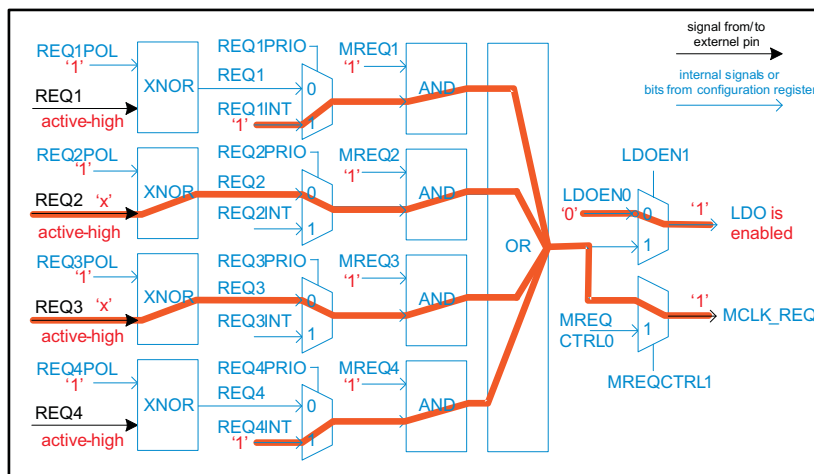 REQ1POL
'1'
XNOR
REQ1
active-high
REQ1PRIO
REQ1
0
REQ1INT
'1'
1
MREQ1
'1'
AND
signal from/to
externel pin
internal signals or
bits from configuration register
REQ2POL
'1'
XNOR
REQ2 'x'
active-high
REQ2PRIO
REQ2
0
REQ2INT
1
MREQ2
'1'
AND
REQ3POL
'1'
XNOR
REQ3 'x'
active-high
REQ3PRIO
REQ3
0
REQ3INT
1
MREQ3
'1'
AND
REQ4POL
'1'
XNOR
REQ4
active-high
REQ4PRIO
REQ4
0
REQ4INT
'1'
1
MREQ4
'1'
AND
OR
LDOEN1
LDOEN0
'0'
0
1
'1'
LDO is
enabled
MREQ
CTRL0
1
'1'
MCLK_REQ
MREQCTRL1